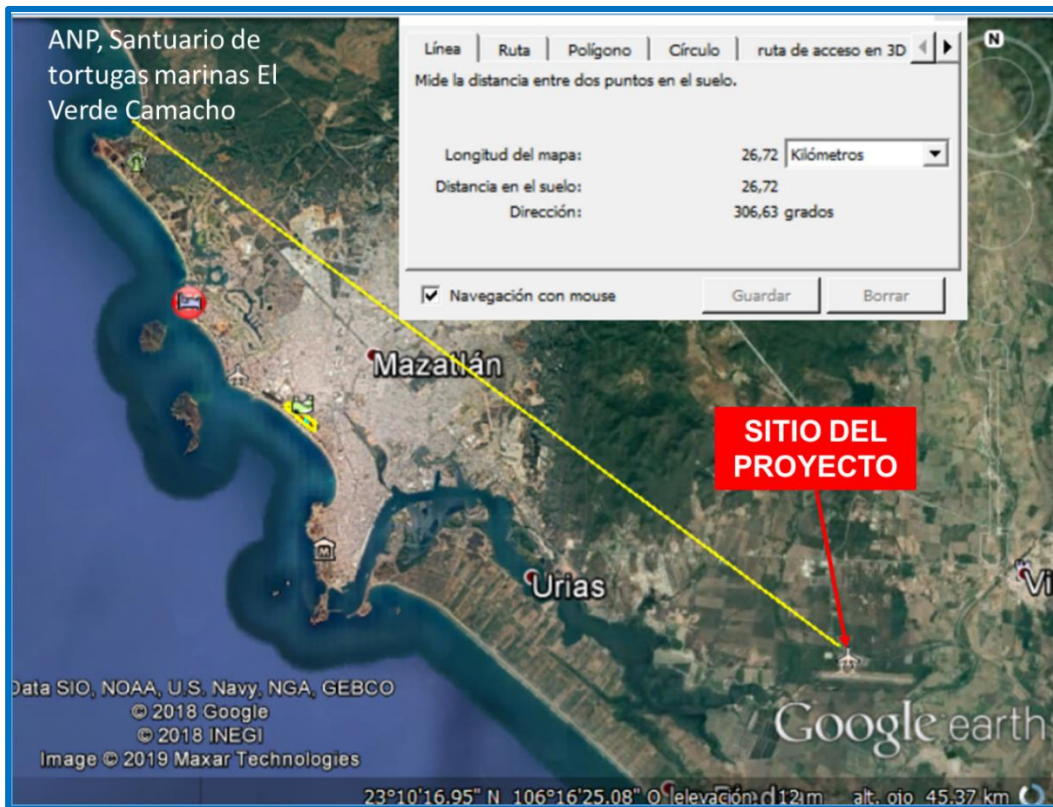 ANP, Santuario de
tortugas marinas El
Verde Camacho
Línea Ruta Polígono Círculo ruta de acceso en 3D
Mide la distancia entre dos puntos en el suelo.
Longitud del mapa: 26,72 Kilómetros
Distancia en el suelo: 26,72
Dirección: 306,63 grados
Navegación con mouse Guardar Borrar
N
Mazatlán
SITIO DEL
PROYECTO
M
Urias
Vi
Data SIO, NOAA, U.S. Navy, NGA, GEBCO
© 2018 Google
© 2018 INEGI
Image © 2019 Maxar Technologies
Google earth
23°10'16.95" N 106°16'25.08" O elevación 12 m alt. ojo 45.37 km